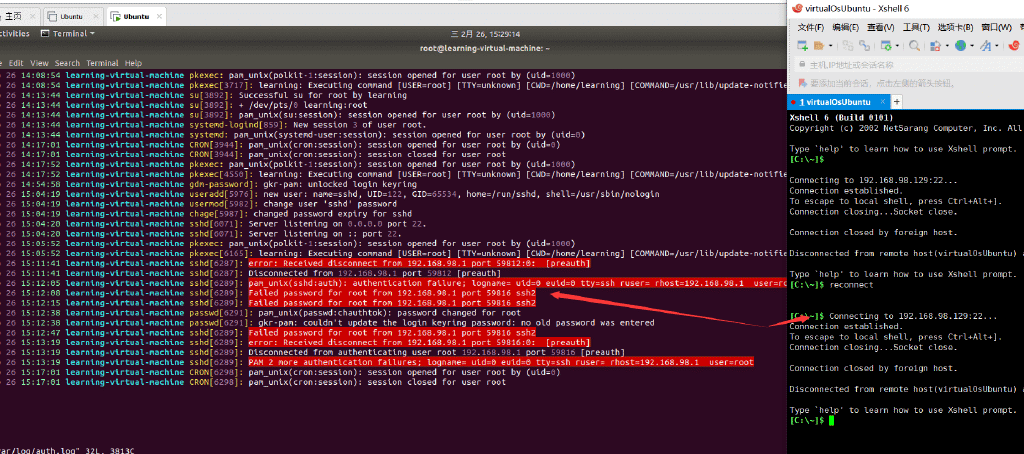 主页
Ubuntu
Ubuntu
ctivities
Terminal
三 2月 26, 15:29:14
root@learning-virtual-machine: ~
Edit View Search Terminal Help
26 14:08:54 learning-virtual-machine pkexec: pam_unix(polkit-1:session): session opened for user root by (uid=1000)
26 14:08:54 learning-virtual-machine pkexec[3717]: learning: Executing command [USER=root] [TTY=unknown] [CWD=/home/learning] [COMMAND=/usr/lib/update-notifie
26 14:13:44 learning-virtual-machine su[3892]: Successful su for root by learning
26 14:13:44 learning-virtual-machine su[3892]: + /dev/pts/0 learning:root
26 14:13:44 learning-virtual-machine su[3892]: pam_unix(su:session): session opened for user root by (uid=1000)
26 14:13:44 learning-virtual-machine systemd-logind[859]: New session 3 of user root.
26 14:13:44 learning-virtual-machine systemd: pam_unix(systemd-user:session): session opened for user root by (uid=0)
26 14:17:01 learning-virtual-machine CRON[3944]: pam_unix(cron:session): session opened for user root by (uid=0)
26 14:17:01 learning-virtual-machine CRON[3944]: pam_unix(cron:session): session closed for user root
26 14:17:52 learning-virtual-machine pkexec: pam_unix(polkit-1:session): session opened for user root by (uid=1000)
26 14:17:52 learning-virtual-machine pkexec[4550]: learning: Executing command [USER=root] [TTY=unknown] [CWD=/home/learning] [COMMAND=/usr/lib/update-notifie
26 14:54:58 learning-virtual-machine gdm-password]: gkr-pam: unlocked login keyring
26 15:04:19 learning-virtual-machine useradd[5976]: new user: name=sshd, UID=122, GID=65534, home=/run/sshd, shell=/usr/sbin/nologin
26 15:04:19 learning-virtual-machine usermod[5982]: change user 'sshd' password
26 15:04:19 learning-virtual-machine chage[5987]: changed password expiry for sshd
26 15:04:20 learning-virtual-machine sshd[6071]: Server listening on 0.0.0.0 port 22.
26 15:04:20 learning-virtual-machine sshd[6071]: Server listening on :: port 22.
26 15:05:52 learning-virtual-machine pkexec: pam_unix(polkit-1:session): session opened for user root by (uid=1000)
26 15:05:52 learning-virtual-machine pkexec[6165]: learning: Executing command [USER=root] [TTY=unknown] [CWD=/home/learning] [COMMAND=/usr/lib/update-notifie
26 15:11:41 learning-virtual-machine sshd[6287]: error: Received disconnect from 192.168.98.1 port 59812:0: [preauth]
26 15:11:41 learning-virtual-machine sshd[6287]: Disconnected from 192.168.98.1 port 59812 [preauth]
26 15:12:05 learning-virtual-machine sshd[6289]: pam_unix(sshd:auth): authentication failure; logname= uid=0 euid=0 tty=ssh ruser= rhost=192.168.98.1 user=ro
26 15:12:08 learning-virtual-machine sshd[6289]: Failed password for root from 192.168.98.1 port 59816 ssh2
26 15:12:15 learning-virtual-machine sshd[6289]: Failed password for root from 192.168.98.1 port 59816 ssh2
26 15:12:38 learning-virtual-machine passwd[6291]: pam_unix(passwd:chauthtok): password changed for root
26 15:12:38 learning-virtual-machine passwd[6291]: gkr-pam: couldn't update the login keyring password: no old password was entered
26 15:12:47 learning-virtual-machine sshd[6289]: Failed password for root from 192.168.98.1 port 59816 ssh2
26 15:13:19 learning-virtual-machine sshd[6289]: error: Received disconnect from 192.168.98.1 port 59816:0: [preauth]
26 15:13:19 learning-virtual-machine sshd[6289]: Disconnected from authenticating user root 192.168.98.1 port 59816 [preauth]
26 15:13:19 learning-virtual-machine sshd[6289]: PAM 2 more authentication failures; logname= uid=0 euid=0 tty=ssh ruser= rhost=192.168.98.1 user=root
26 15:17:01 learning-virtual-machine CRON[6298]: pam_unix(cron:session): session opened for user root by (uid=0)
26 15:17:01 learning-virtual-machine CRON[6298]: pam_unix(cron:session): session closed for user root
ar/log/auth.log" 32L, 3813C
virtualOsUbuntu - Xshell 6
文件(F) 编辑(E) 查看(V) 工具(T) 选项卡(B) 窗口(W)
主机,IP地址或会话名称
要添加当前会话，点击左侧的箭头按钮。
1 virtualOsUbuntu
+
Xshell 6 (Build 0101)
Copyright (c) 2002 NetSarang Computer, Inc. All
Type `help' to learn how to use Xshell prompt.
[C:\~]$
Connecting to 192.168.98.129:22...
Connection established.
To escape to local shell, press Ctrl+Alt+].
Connection closing...Socket close.
Connection closed by foreign host.
Disconnected from remote host(virtualOsUbuntu)
Type `help' to learn how to use Xshell prompt.
[C:\~]$ reconnect
[C:\~]$ Connecting to 192.168.98.129:22...
Connection established.
To escape to local shell, press Ctrl+Alt+].
Connection closing...Socket close.
Connection closed by foreign host.
Disconnected from remote host(virtualOsUbuntu)
Type `help' to learn how to use Xshell prompt.
[C:\~]$